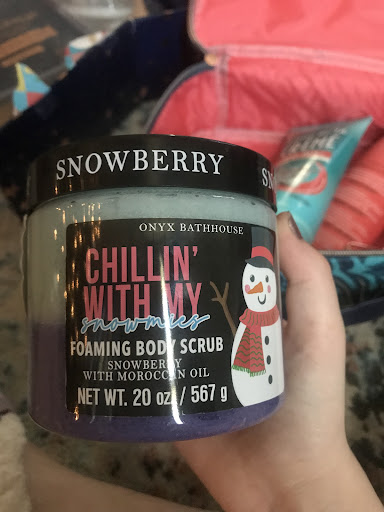 SNOWBERRY
SN
ONYX BATHHOUSE
CHILLIN'
WITH MY
snowmies
FOAMING BODY SCRUB
SNOWBERRY
WITH MOROCCAN OIL
NET WT. 20 oz / 567 g